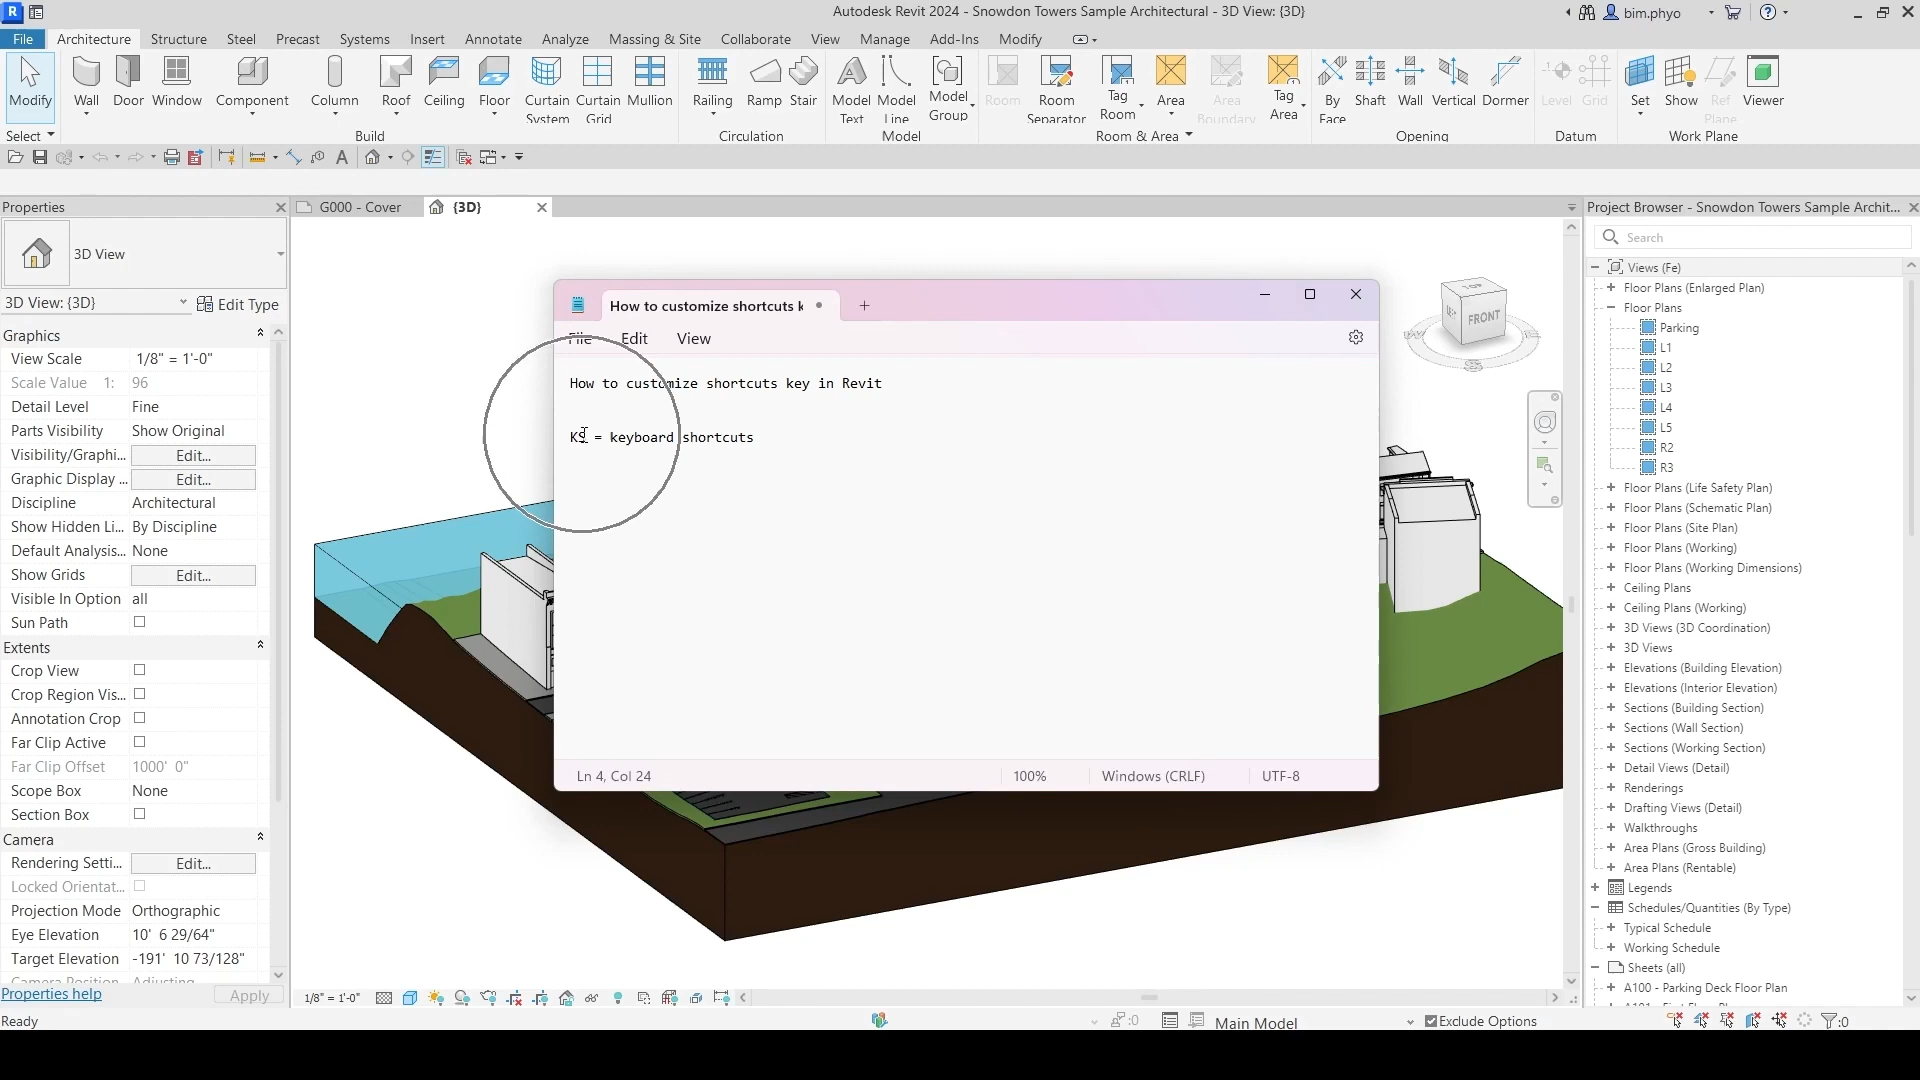 Autodesk Revit 2024 - Snowdon Towers Sample Architectural - 3D View: {3D}
bim.phyo
File Architecture Structure Steel Precast Systems Insert Annotate Analyze Massing & Site Collaborate View Manage Add-Ins Modify
Modify Wall Door Window Component Column Roof Ceiling Floor Curtain System Curtain Grid Mullion Railing Ramp Stair Model Text Model Line Model Group Room Room Separator Tag Room Area Area Boundary Tag Area By Face Shaft Wall Vertical Dormer Level Grid Set Show Ref Plane Viewer
Select Build Circulation Model Room & Area Opening Datum Work Plane
Properties
3D View
3D View: {3D} Edit Type
Graphics
View Scale 1/8" = 1'-0"
Scale Value 1: 96
Detail Level Fine
Parts Visibility Show Original
Visibility/Graphi... Edit...
Graphic Display ... Edit...
Discipline Architectural
Show Hidden Li... By Discipline
Default Analysis... None
Show Grids Edit...
Visible In Option all
Sun Path
Extents
Crop View
Crop Region Vis...
Annotation Crop
Far Clip Active
Far Clip Offset 1000' 0"
Scope Box None
Section Box
Camera
Rendering Setti... Edit...
Locked Orientat...
Projection Mode Orthographic
Eye Elevation 10' 6 29/64"
Target Elevation -191' 10 73/128"
Camera Position Adjusting
Properties help Apply
G000 - Cover {3D}
How to customize shortcuts k
File Edit View
How to customize shortcuts key in Revit
KS = keyboard shortcuts
Ln 4, Col 24 100% Windows (CRLF) UTF-8
TOP
FRONT
Project Browser - Snowdon Towers Sample Archit...
Search
Views (Fe)
Floor Plans (Enlarged Plan)
Floor Plans
Parking
L1
L2
L3
L4
L5
R2
R3
Floor Plans (Life Safety Plan)
Floor Plans (Schematic Plan)
Floor Plans (Site Plan)
Floor Plans (Working)
Floor Plans (Working Dimensions)
Ceiling Plans
Ceiling Plans (Working)
3D Views (3D Coordination)
3D Views
Elevations (Building Elevation)
Elevations (Interior Elevation)
Sections (Building Section)
Sections (Wall Section)
Sections (Working Section)
Detail Views (Detail)
Renderings
Drafting Views (Detail)
Walkthroughs
Area Plans (Gross Building)
Area Plans (Rentable)
Legends
Schedules/Quantities (By Type)
Typical Schedule
Working Schedule
Sheets (all)
A100 - Parking Deck Floor Plan
1/8" = 1'-0"
Ready :0 Main Model Exclude Options :0